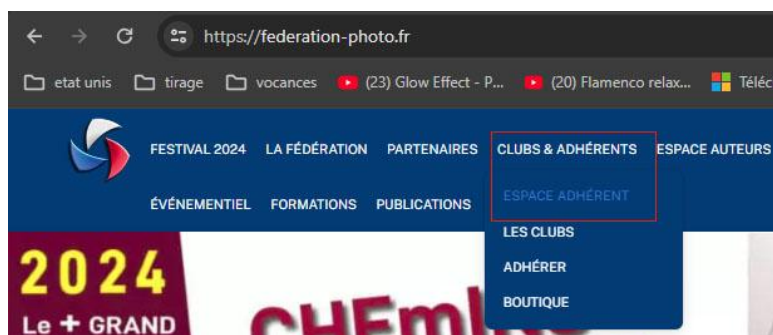 https://federation-photo.fr
etat unis tirage vocances (23) Glow Effect - P... (20) Flamenco relax... Téléc
FESTIVAL 2024 LA FÉDÉRATION PARTENAIRES CLUBS & ADHÉRENTS ESPACE AUTEURS
ÉVÉNEMENTIEL FORMATIONS PUBLICATIONS
ESPACE ADHÉRENT
LES CLUBS
ADHÉRER
BOUTIQUE
2024
Le + GRAND